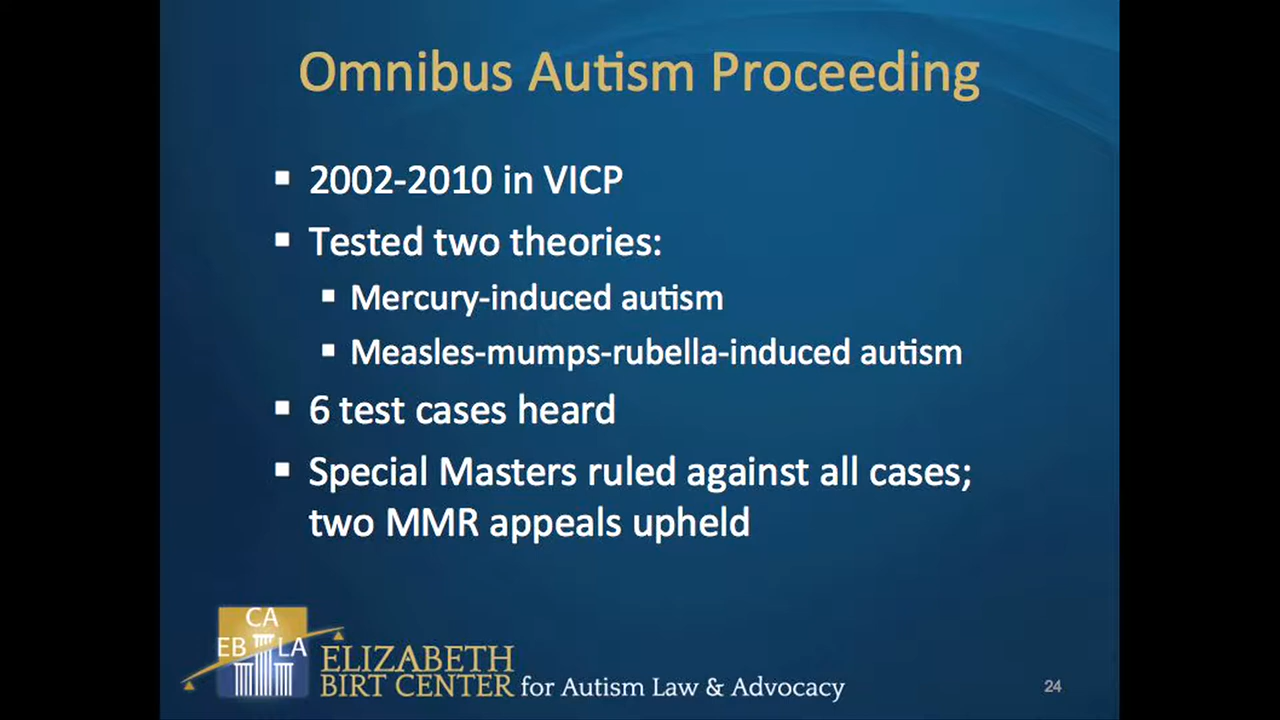 Omnibus Autism Proceeding
▪ 2002-2010 in VICP
▪ Tested two theories:
▪ Mercury-induced autism
▪ Measles-mumps-rubella-induced autism
▪ 6 test cases heard
▪ Special Masters ruled against all cases;
two MMR appeals upheld
CA
EB LA
ELIZABETH
BIRT CENTER for Autism Law & Advocacy
24